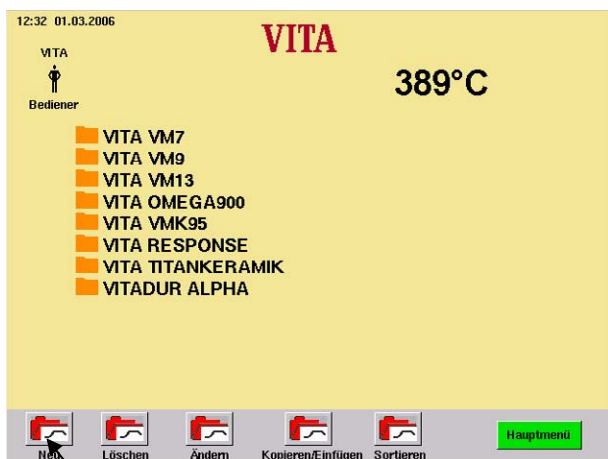 12:32 01.03.2006
VITA
VITA
389°C
Bediener
VITA VM7
VITA VM9
VITA VM13
VITA OMEGA900
VITA VMK95
VITA RESPONSE
VITA TITANKERAMIK
VITADUR ALPHA
Neu Löschen Ändern Kopieren/Einfügen Sortieren
Hauptmenü